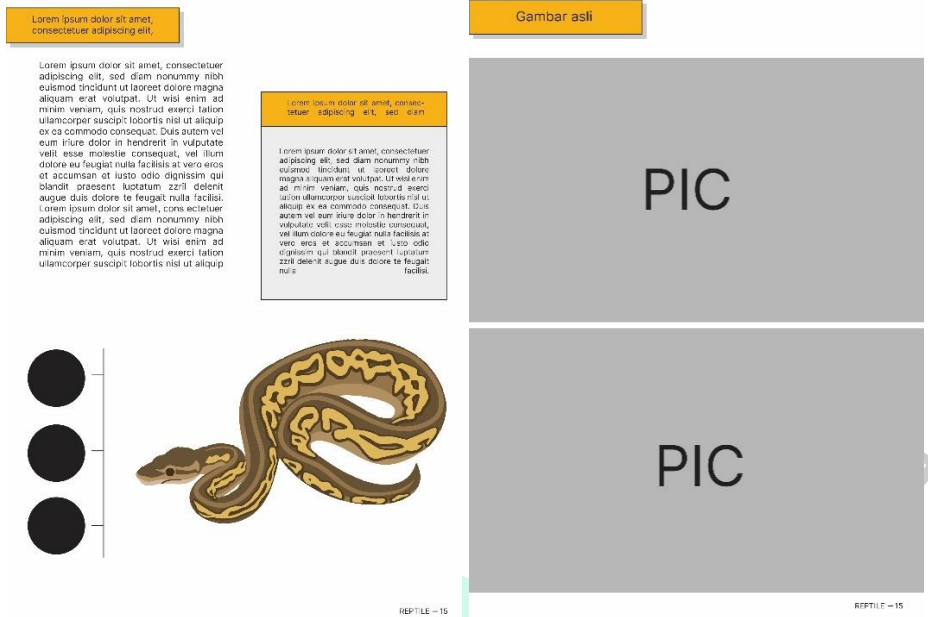 Lorem ipsum dolor sit amet,
consectetuer adipiscing elit,
Lorem ipsum dolor sit amet, consectetuer
adipiscing elit, sed diam nonummy nibh
euismod tincidunt ut laoreet dolore magna
aliquam erat volutpat. Ut wisi enim ad
minim veniam, quis nostrud exerci tation
ullamcorper suscipit lobortis nisl ut aliquip
ex ea commodo consequat. Duis autem vel
eum iriure dolor in hendrerit in vulputate
velit esse molestie consequat, vel illum
dolore eu feugiat nulla facilisis at vero eros
et accumsan et iusto odio dignissim qui
blandit praesent luptatum zzril delenit
augue duis dolore te feugait nulla facilisi.
Lorem ipsum dolor sit amet, cons ectetuer
adipiscing elit, sed diam nonummy nibh
euismod tincidunt ut laoreet dolore magna
aliquam erat volutpat. Ut wisi enim ad
minim veniam, quis nostrud exerci tation
ullamcorper suscipit lobortis nisl ut aliquip
Lorem ipsum dolor sit amet, consec-
tetuer adipiscing elit, sed diam
Lorem ipsum dolor sit amet, consectetuer
adipiscing elit, sed diam nonummy nibh
euismod tincidunt ut laoreet dolore
magna aliquam erat volutpat. Ut wisi enim
ad minim veniam, quis nostrud exerci
tation ullamcorper suscipit lobortis nisl ut
aliquip ex ea commodo consequat. Duis
autem vel eum iriure dolor in hendrerit in
vulputate velit esse molestie consequat,
vel illum dolore eu feugiat nulla facilisis at
vero eros et accumsan et iusto odio
dignissim qui blandit praesent luptatum
zzril delenit augue duis dolore te feugait
nulla facilisi.
REPTILE — 15
Gambar asli
PIC
PIC
REPTILE — 15